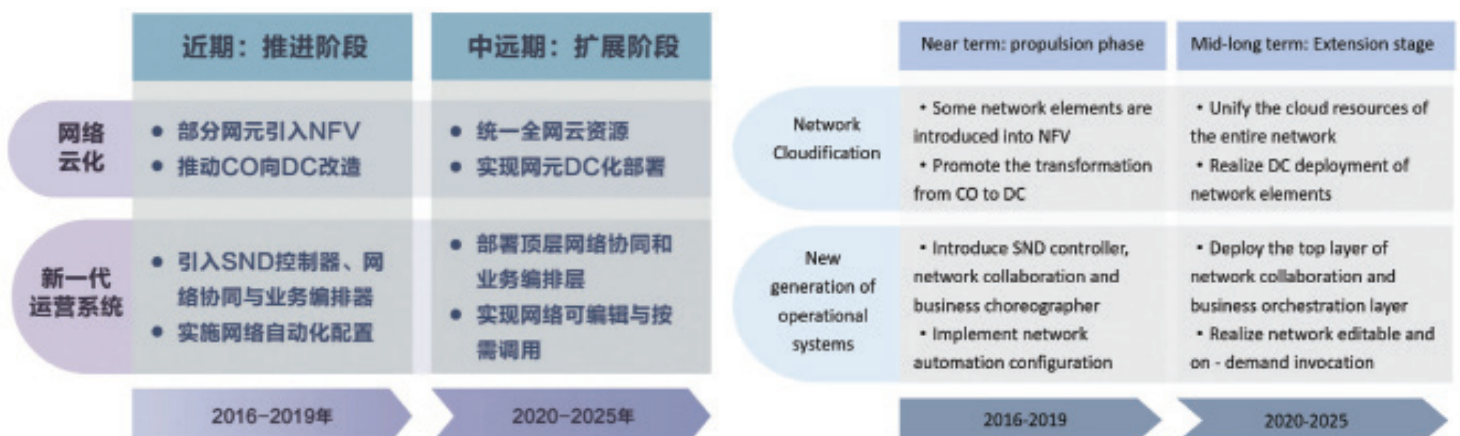 近期：推进阶段
中远期：扩展阶段
网络
云化
• 部分网元引入NFV
• 推动CO向DC改造
• 统一全网云资源
• 实现网元DC化部署
新一代
运营系统
• 引入SND控制器、网
络协同与业务编排器
• 实施网络自动化配置
• 部署顶层网络协同和
业务编排层
• 实现网络可编辑与按
需调用
2016-2019年
2020-2025年
Near term: propulsion phase
Mid-long term: Extension stage
Network
Cloudification
• Some network elements are
introduced into NFV
• Promote the transformation
from CO to DC
• Unify the cloud resources of
the entire network
• Realize DC deployment of
network elements
New
generation of
operational
systems
• Introduce SND controller,
network collaboration and
business choreographer
• Implement network
automation configuration
• Deploy the top layer of
network collaboration and
business orchestration layer
• Realize network editable and
on - demand invocation
2016-2019
2020-2025